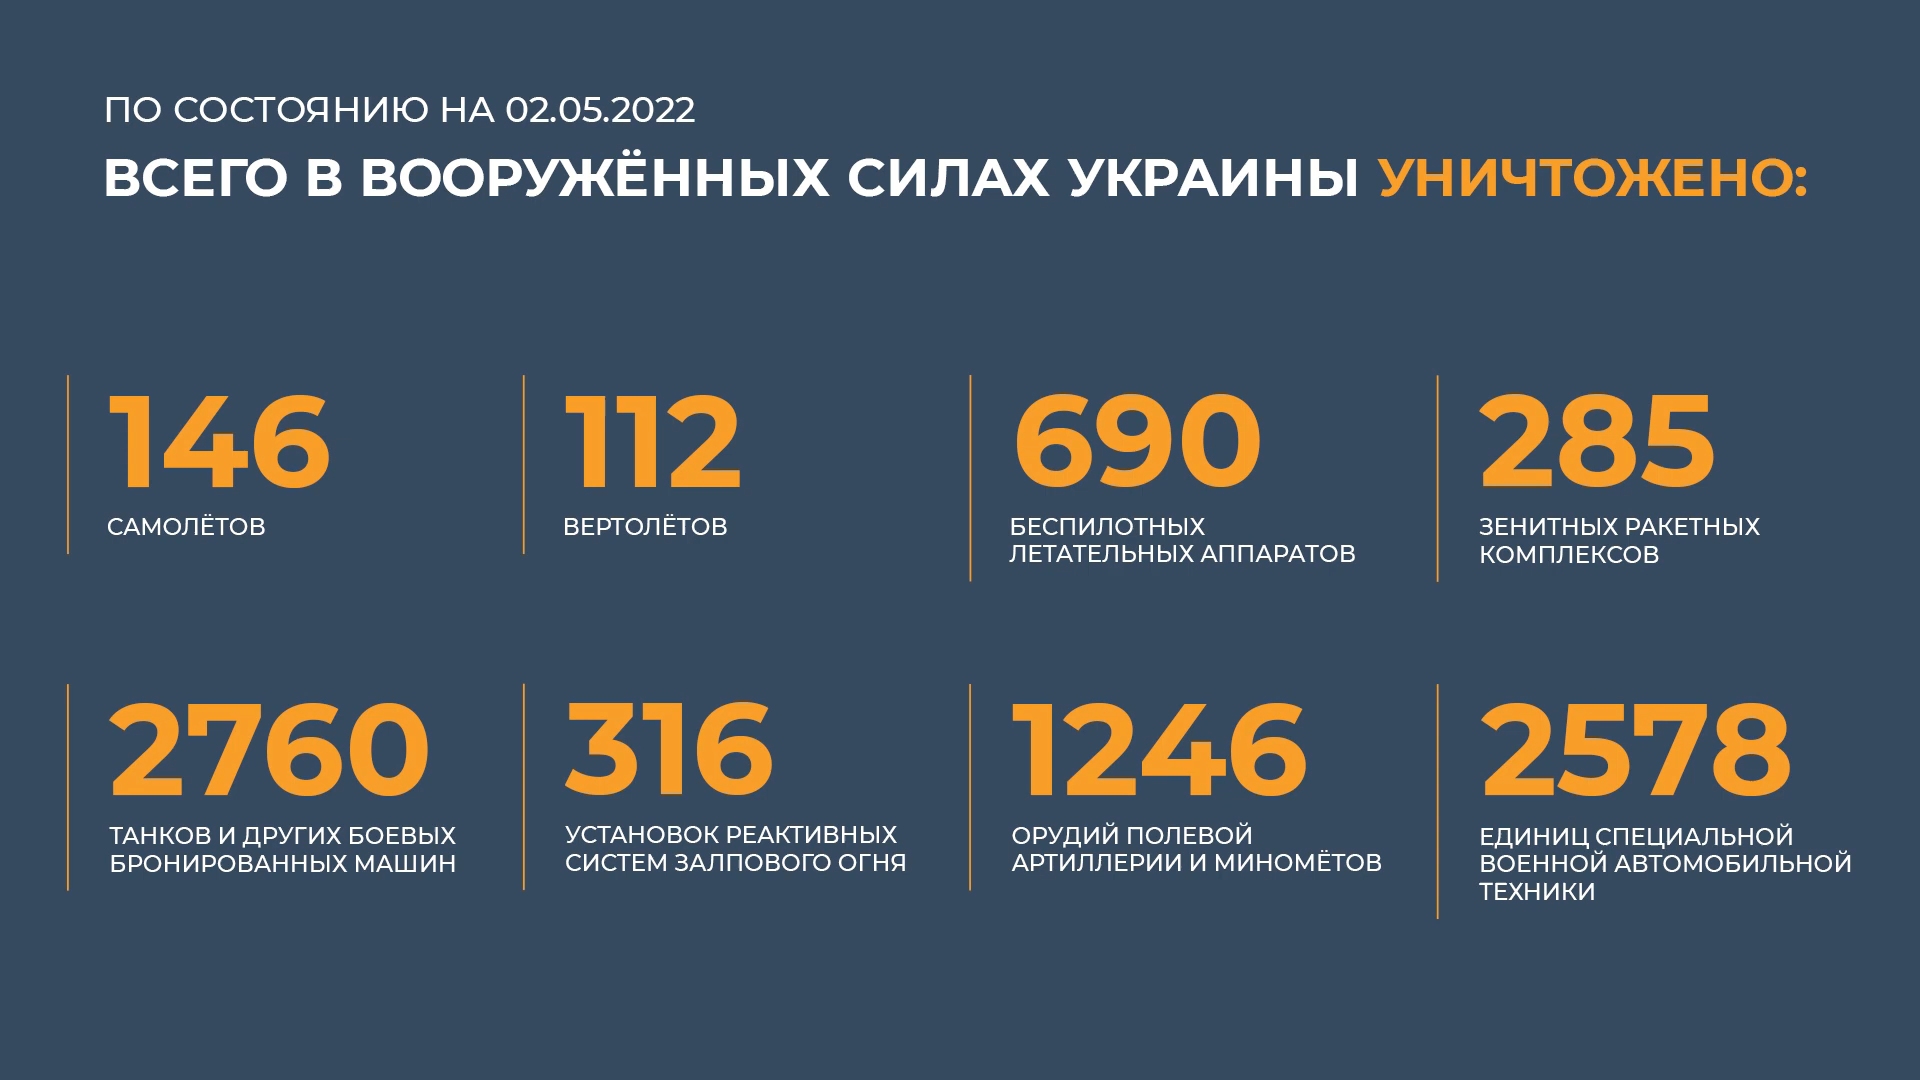 ПО СОСТОЯНИЮ НА 02.05.2022
ВСЕГО В ВООРУЖЁННЫХ СИЛАХ УКРАИНЫ УНИЧТОЖЕНО:
146
САМОЛЁТОВ
112
ВЕРТОЛЁТОВ
690
БЕСПИЛОТНЫХ
ЛЕТАТЕЛЬНЫХ АППАРАТОВ
285
ЗЕНИТНЫХ РАКЕТНЫХ
КОМПЛЕКСОВ
2760
ТАНКОВ И ДРУГИХ БОЕВЫХ
БРОНИРОВАННЫХ МАШИН
316
УСТАНОВОК РЕАКТИВНЫХ
СИСТЕМ ЗАЛПОВОГО ОГНЯ
1246
ОРУДИЙ ПОЛЕВОЙ
АРТИЛЛЕРИИ И МИНОМЁТОВ
2578
ЕДИНИЦ СПЕЦИАЛЬНОЙ
ВОЕННОЙ АВТОМОБИЛЬНОЙ
ТЕХНИКИ